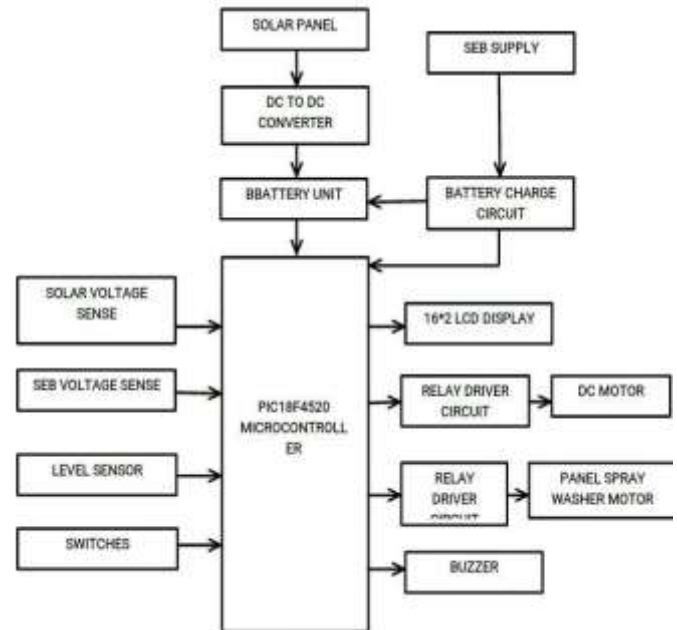 SOLAR PANEL
SEB SUPPLY
DC TO DC
CONVERTER
BBATTERY UNIT
BATTERY CHARGE
CIRCUIT
SOLAR VOLTAGE
SENSE
SEB VOLTAGE SENSE
LEVEL SENSOR
SWITCHES
PIC18F4520
MICROCONTROLL
ER
16*2 LCD DISPLAY
RELAY DRIVER
CIRCUIT
DC MOTOR
RELAY
DRIVER
CIRCUIT
PANEL SPRAY
WASHER MOTOR
BUZZER